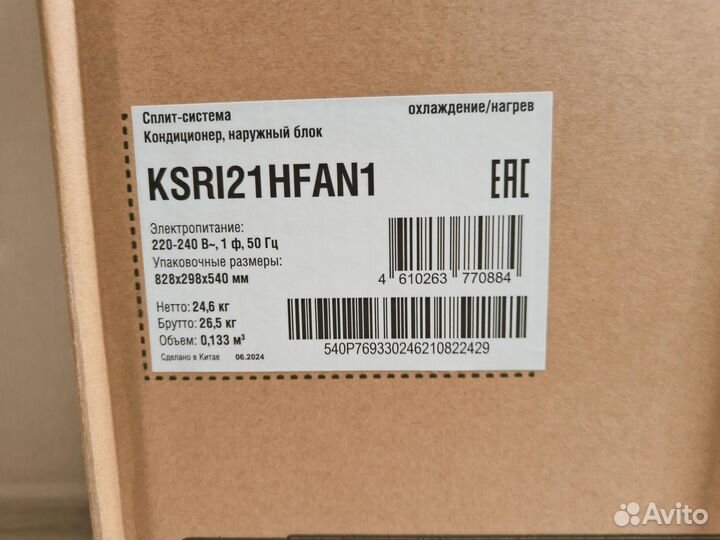 Сплит-система
охлаждение/нагрев
Кондиционер, наружный блок
KSRI21HFAN1
EAC
Электропитание:
220-240 В~, 1 ф, 50 Гц
Упаковочные размеры:
828x298x540 мм
4 610263 770884
Нетто: 24,6 кг
Брутто: 26,5 кг
Объем: 0,133 м³
Сделано в Китае 06.2024
540P769330246210822429
Avito